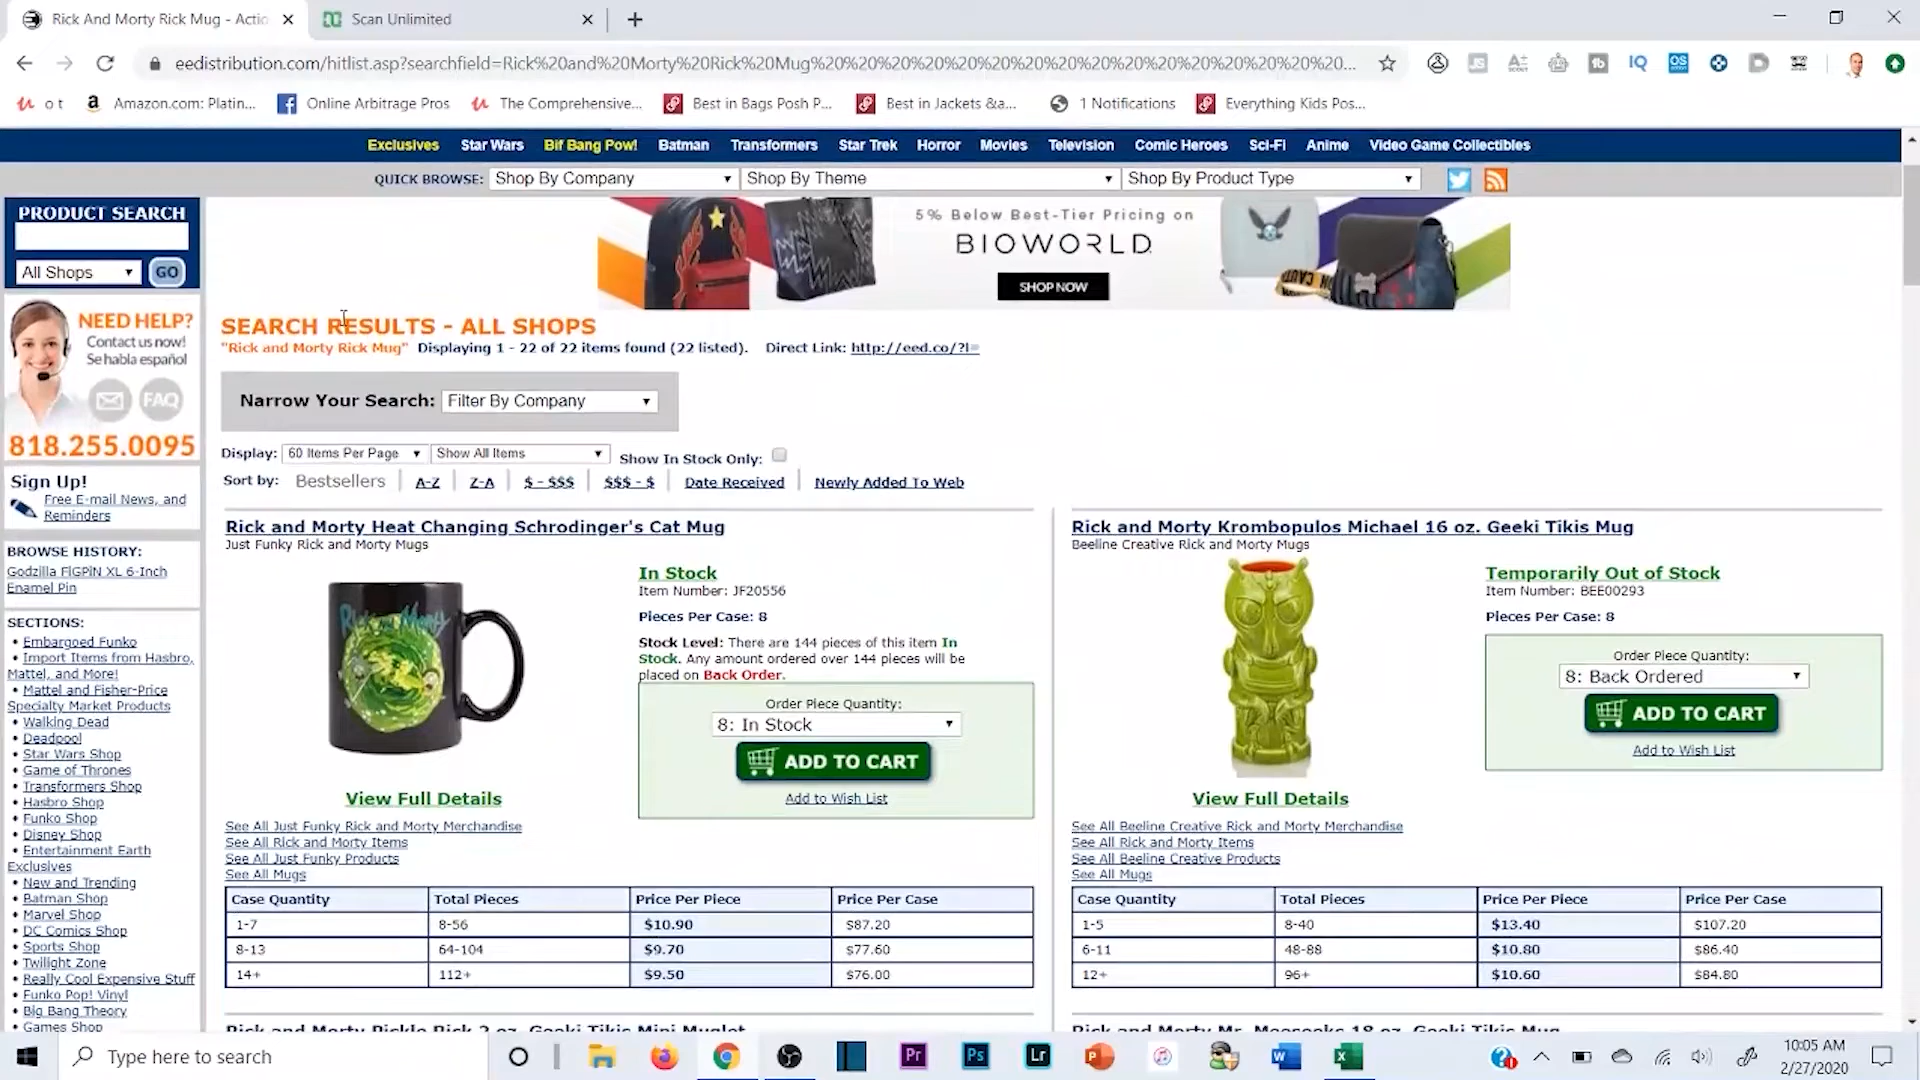 Rick And Morty Rick Mug - Actio
Scan Unlimited
eedistribution.com/hitlist.asp?searchfield=Rick%20and%20Morty%20Rick%20Mug%20%20%20%20%20%20%20%20%20%20%20%20%20%20%20...
o t
Amazon.com: Platin...
Online Arbitrage Pros
The Comprehensive...
Best in Bags Posh P...
Best in Jackets &a...
1 Notifications
Everything Kids Pos...
Exclusives Star Wars Bif Bang Pow! Batman Transformers Star Trek Horror Movies Television Comic Heroes Sci-Fi Anime Video Game Collectibles
QUICK BROWSE: Shop By Company Shop By Theme Shop By Product Type
PRODUCT SEARCH
All Shops GO
NEED HELP?
Contact us now!
Se habla español
FAQ
818.255.0095
Sign Up!
Free E-mail News, and
Reminders
BROWSE HISTORY:
Godzilla FiGPiN XL 6-Inch
Enamel Pin
SECTIONS:
• Embargoed Funko
• Import Items from Hasbro,
Mattel, and More!
• Mattel and Fisher-Price
Specialty Market Products
• Walking Dead
• Deadpool
• Star Wars Shop
• Game of Thrones
• Transformers Shop
• Hasbro Shop
• Funko Shop
• Disney Shop
• Entertainment Earth
Exclusives
• New and Trending
• Batman Shop
• Marvel Shop
• DC Comics Shop
• Sports Shop
• Twilight Zone
• Really Cool Expensive Stuff
• Funko Pop! Vinyl
• Big Bang Theory
• Games Shop
5% Below Best-Tier Pricing on
BIOWORLD
SHOP NOW
SEARCH RESULTS - ALL SHOPS
"Rick and Morty Rick Mug" Displaying 1 - 22 of 22 items found (22 listed). Direct Link: http://eed.co/?l=
Narrow Your Search: Filter By Company
Display: 60 Items Per Page Show All Items Show In Stock Only:
Sort by: Bestsellers A-Z Z-A $ - $$$ $$$ - $ Date Received Newly Added To Web
Rick and Morty Heat Changing Schrodinger's Cat Mug
Just Funky Rick and Morty Mugs
Rick and Morty
In Stock
Item Number: JF20556
Pieces Per Case: 8
Stock Level: There are 144 pieces of this item In
Stock. Any amount ordered over 144 pieces will be
placed on Back Order.
Order Piece Quantity:
8: In Stock
ADD TO CART
Add to Wish List
View Full Details
See All Just Funky Rick and Morty Merchandise
See All Rick and Morty Items
See All Just Funky Products
See All Mugs
Case Quantity Total Pieces Price Per Piece Price Per Case
1-7 8-56 $10.90 $87.20
8-13 64-104 $9.70 $77.60
14+ 112+ $9.50 $76.00
Rick and Morty Pickle Rick 2 oz. Geeki Tikis Mini Muglet
Rick and Morty Krombopulos Michael 16 oz. Geeki Tikis Mug
Beeline Creative Rick and Morty Mugs
Temporarily Out of Stock
Item Number: BEE00293
Pieces Per Case: 8
Order Piece Quantity:
8: Back Ordered
ADD TO CART
Add to Wish List
View Full Details
See All Beeline Creative Rick and Morty Merchandise
See All Rick and Morty Items
See All Beeline Creative Products
See All Mugs
Case Quantity Total Pieces Price Per Piece Price Per Case
1-5 8-40 $13.40 $107.20
6-11 48-88 $10.80 $86.40
12+ 96+ $10.60 $84.80
Rick and Morty Mr. Meeseeks 18 oz. Geeki Tikis Mug
Type here to search
10:05 AM
2/27/2020